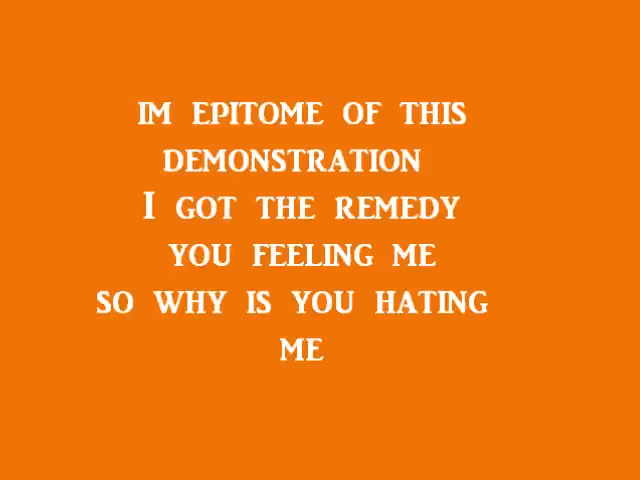 IM EPITOME OF THIS
DEMONSTRATION
I GOT THE REMEDY
YOU FEELING ME
SO WHY IS YOU HATING
ME